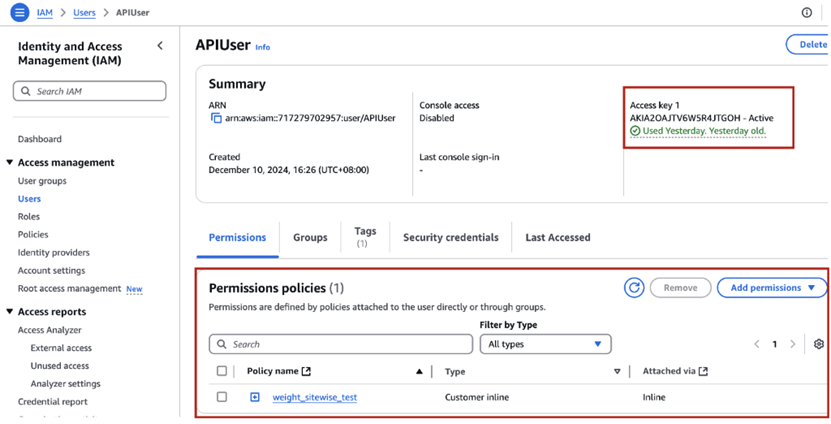 IAM > Users > APIUser
Identity and Access
Management (IAM)
Search IAM
Dashboard
Access management
User groups
Users
Roles
Policies
Identity providers
Account settings
Root access management New
Access reports
Access Analyzer
External access
Unused access
Analyzer settings
Credential report
APIUser Info
Delete
Summary
ARN
arn:aws:iam::717279702957:user/APIUser
Console access
Disabled
Access key 1
AKIA2OAJTV6W5R4JTGOH - Active
Used Yesterday. Yesterday old.
Created
December 10, 2024, 16:26 (UTC+08:00)
Last console sign-in
-
Permissions
Groups
Tags
(1)
Security credentials
Last Accessed
Permissions policies (1)
Remove
Add permissions
Permissions are defined by policies attached to the user directly or through groups.
Filter by Type
Search
All types
1
Policy name
Type
Attached via
weight_sitewise_test
Customer inline
Inline